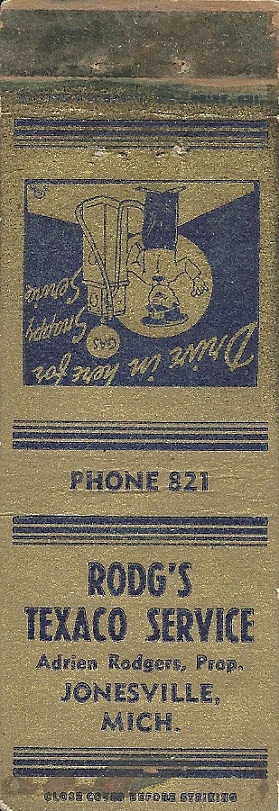 Drive in here for
Snappy
Service
GAS
PHONE 821
RODG'S
TEXACO SERVICE
Adrien Rodgers, Prop.
JONESVILLE,
MICH.
CLOSE COVER BEFORE STRIKING